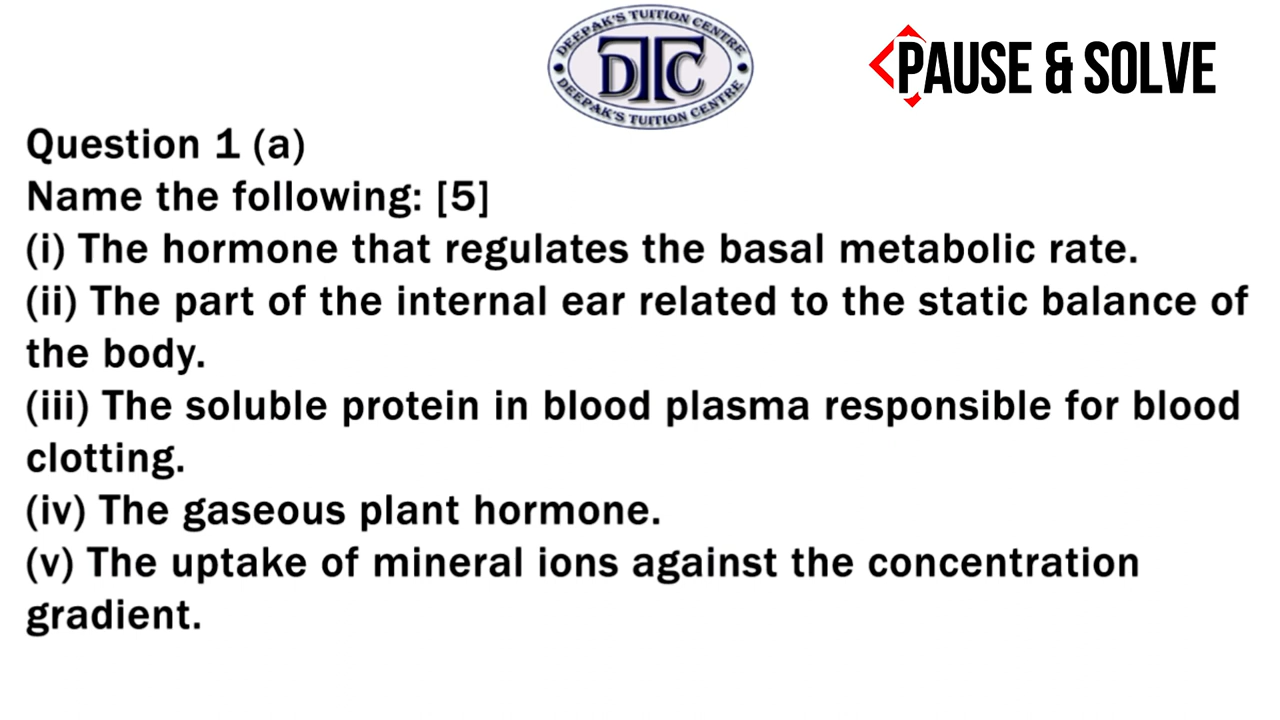 DEEPAK'S TUITION CENTRE
DTC
DEEPAK'S TUITION CENTRE
PAUSE & SOLVE
Question 1 (a)
Name the following: [5]
(i) The hormone that regulates the basal metabolic rate.
(ii) The part of the internal ear related to the static balance of
the body.
(iii) The soluble protein in blood plasma responsible for blood
clotting.
(iv) The gaseous plant hormone.
(v) The uptake of mineral ions against the concentration
gradient.